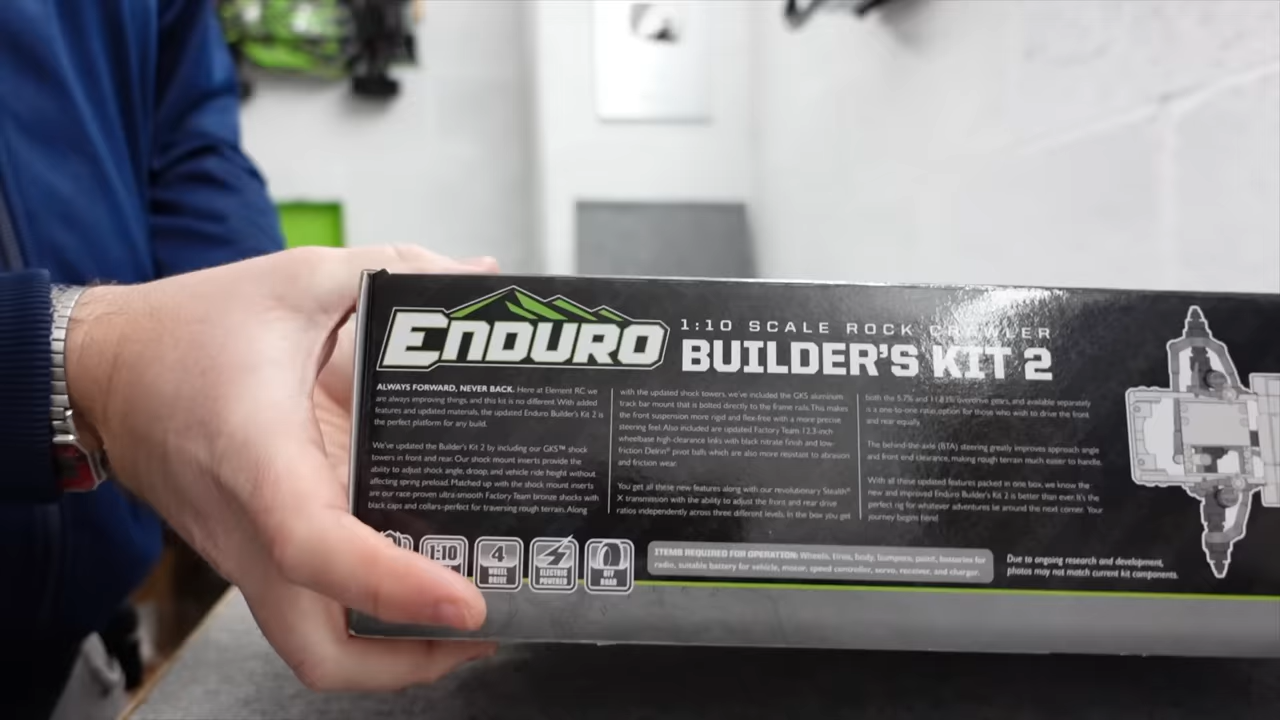 ENDURO
1:10 SCALE ROCK CRAWLER
BUILDER'S KIT 2
ALWAYS FORWARD, NEVER BACK. Here at Element RC we
are always improving things, and this kit is no different. With added
features and updated materials, the updated Enduro Builder's Kit 2 is
the perfect platform for any build.
We've updated the Builder's Kit 2 by including our GKS™ shock
towers in front and rear. Our shock mount inserts provide the
ability to adjust shock angle, droop, and vehicle ride height without
affecting spring preload. Matched up with the shock mount inserts
are our race-proven ultra-smooth Factory Team bronze shocks with
black caps and collars–perfect for traversing rough terrain. Along
with the updated shock towers, we've included the GKS aluminum
track bar mount that is bolted directly to the frame rails. This makes
the front suspension more rigid and flex-free with a more precise
steering feel. Also included are updated Factory Team 12.3-inch
wheelbase high-clearance links with black nitrate finish and low-
friction Delrin® pivot balls which are also more resistant to abrasion
and friction wear.
You get all these new features along with our revolutionary Stealth®
X transmission with the ability to adjust the front and rear drive
ratios independently across three different levels. In the box you get
both the 5.7% and 11.83% overdrive gears, and available separately
is a one-to-one ratio option for those who wish to drive the front
and rear equally.
The behind-the-axle (BTA) steering greatly improves approach angle
and front end clearance, making rough terrain much easier to handle.
With all these updated features packed in one box, we know the
new and improved Enduro Builder's Kit 2 is better than ever. It's the
perfect rig for whatever adventures lie around the next corner. Your
journey begins here!
1:10
4
WHEEL
DRIVE
ELECTRIC
POWERED
OFF
ROAD
ITEMS REQUIRED FOR OPERATION: Wheels, tires, body, bumpers, paint, batteries for
radio, suitable battery for vehicle, motor, speed controller, servo, receiver, and charger.
Due to ongoing research and development,
photos may not match current kit components.